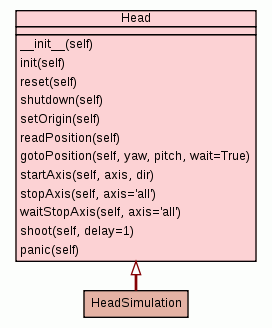 Head
__init__(self)
init(self)
reset(self)
shutdown(self)
setOrigin(self)
readPosition(self)
gotoPosition(self, yaw, pitch, wait=True)
startAxis(self, axis, dir)
stopAxis(self, axis='all')
waitStopAxis(self, axis='all')
shoot(self, delay=1)
panic(self)
HeadSimulation